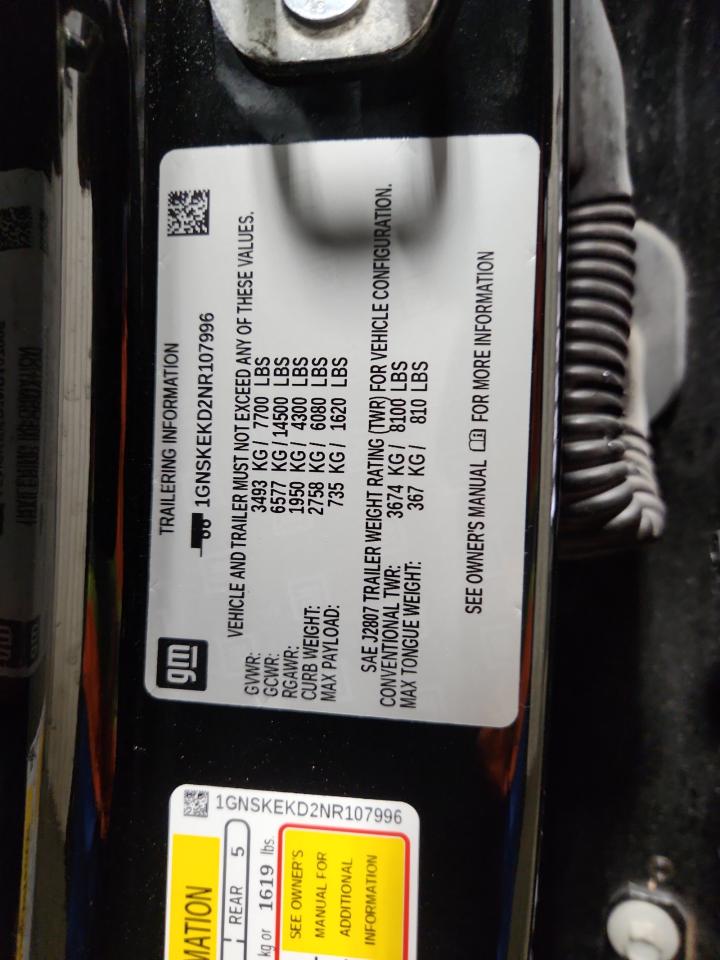 gm
TRAILERING INFORMATION
1GNSKEKD2NR107996
VEHICLE AND TRAILER MUST NOT EXCEED ANY OF THESE VALUES.
GVWR: 3493 KG / 7700 LBS
GCWR: 6577 KG / 14500 LBS
RGAWR: 1950 KG / 4300 LBS
CURB WEIGHT: 2758 KG / 6080 LBS
MAX PAYLOAD: 735 KG / 1620 LBS
SAE J2807 TRAILER WEIGHT RATING (TWR) FOR VEHICLE CONFIGURATION.
CONVENTIONAL TWR: 3674 KG / 8100 LBS
MAX TONGUE WEIGHT: 367 KG / 810 LBS
SEE OWNER'S MANUAL FOR MORE INFORMATION
1GNSKEKD2NR107996
REAR 5
kg or 1619 lbs.
SEE OWNER'S
MANUAL FOR
ADDITIONAL
INFORMATION